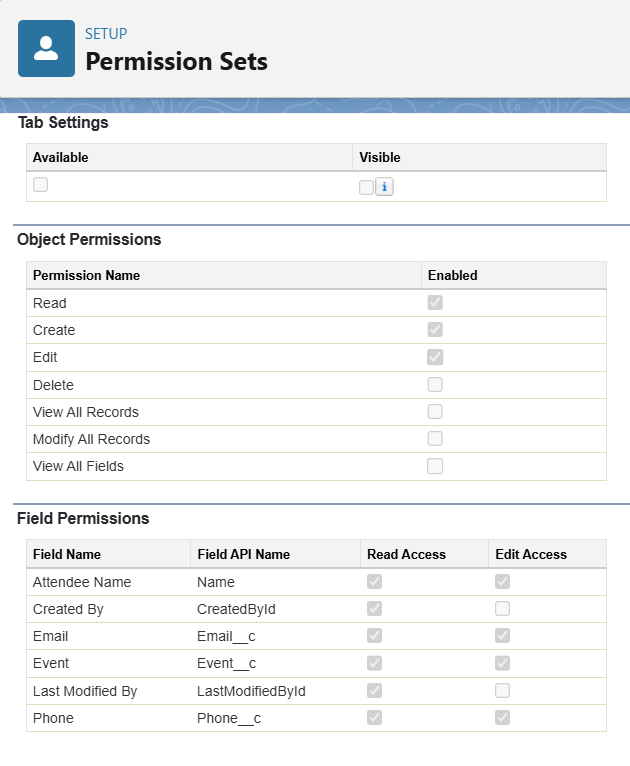 SETUP
Permission Sets
Tab Settings
Available Visible
i
Object Permissions
Permission Name Enabled
Read
Create
Edit
Delete
View All Records
Modify All Records
View All Fields
Field Permissions
Field Name Field API Name Read Access Edit Access
Attendee Name Name
Created By CreatedById
Email Email__c
Event Event__c
Last Modified By LastModifiedById
Phone Phone__c